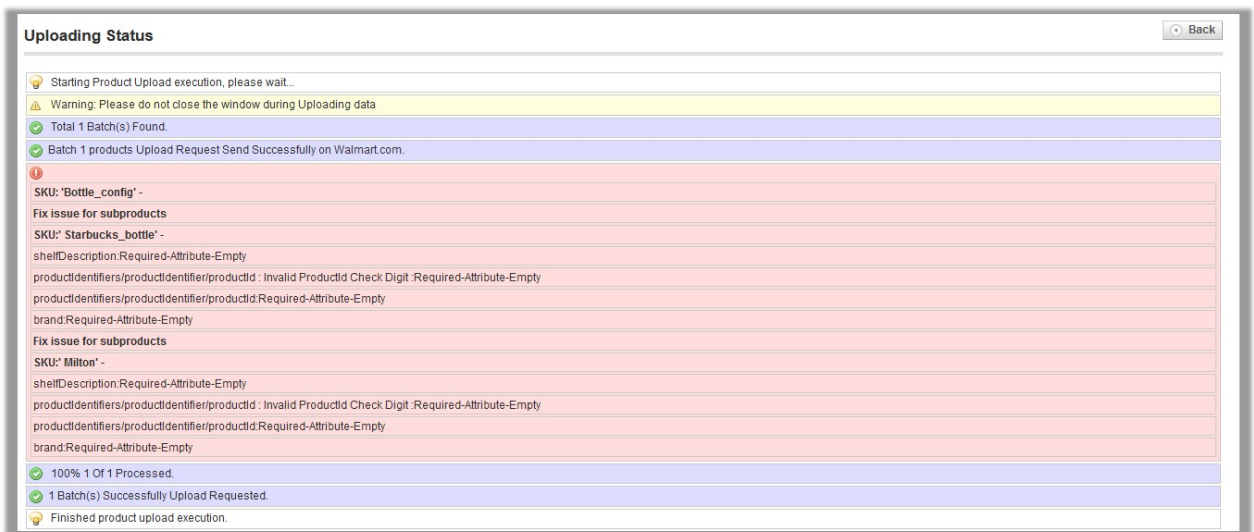 Uploading Status
Back
Starting Product Upload execution, please wait...
Warning: Please do not close the window during Uploading data
Total 1 Batch(s) Found.
Batch 1 products Upload Request Send Successfully on Walmart.com.
SKU: 'Bottle_config' -
Fix issue for subproducts
SKU:' Starbucks_bottle' -
shelfDescription:Required-Attribute-Empty
productIdentifiers/productIdentifier/productId : Invalid ProductId Check Digit :Required-Attribute-Empty
productIdentifiers/productIdentifier/productId:Required-Attribute-Empty
brand:Required-Attribute-Empty
Fix issue for subproducts
SKU:' Milton' -
shelfDescription:Required-Attribute-Empty
productIdentifiers/productIdentifier/productId : Invalid ProductId Check Digit :Required-Attribute-Empty
productIdentifiers/productIdentifier/productId:Required-Attribute-Empty
brand:Required-Attribute-Empty
100% 1 Of 1 Processed.
1 Batch(s) Successfully Upload Requested.
Finished product upload execution.